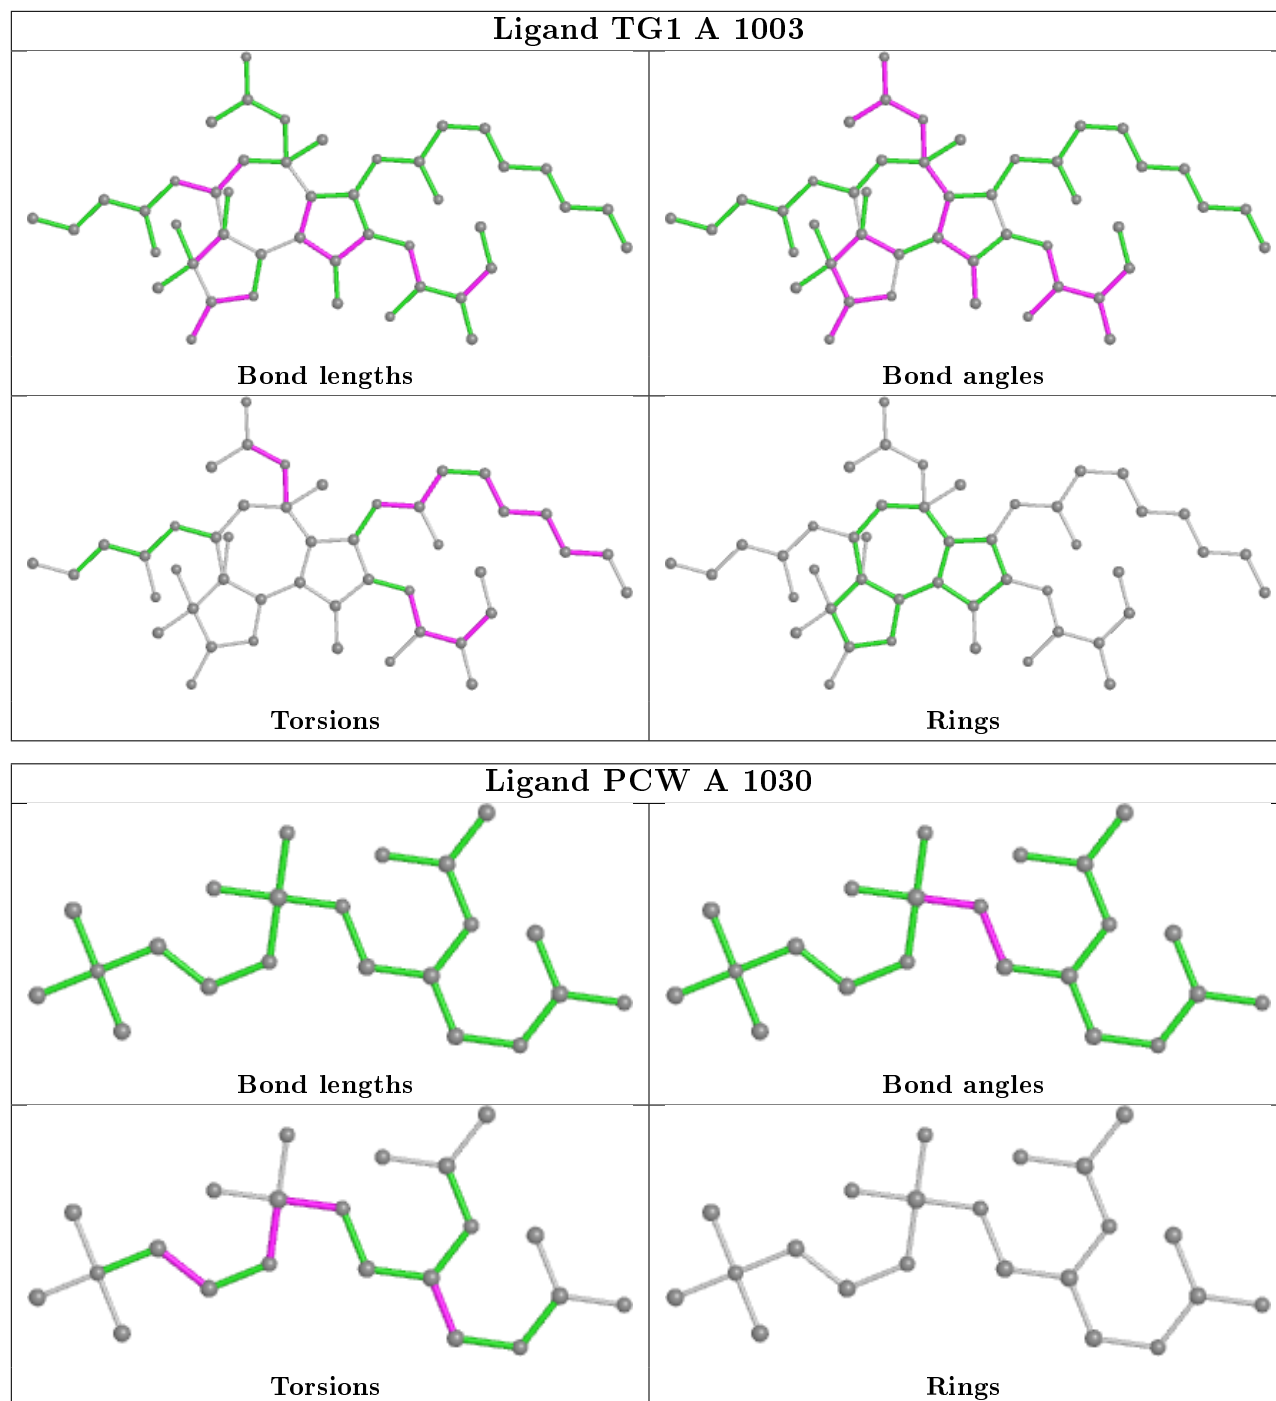 Ligand TG1 A 1003
Bond lengths
Bond angles
Torsions
Rings
Ligand PCW A 1030
Bond lengths
Bond angles
Torsions
Rings